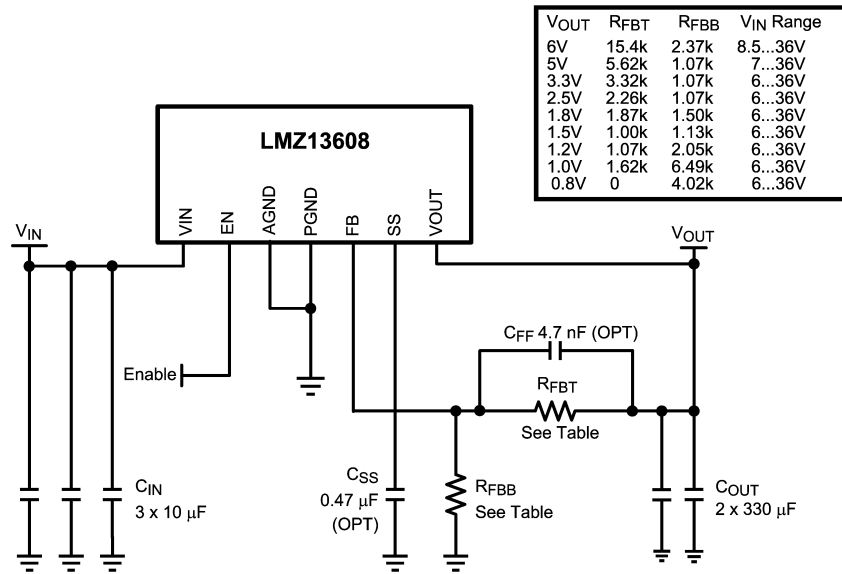 VOUT RFBT RFBB VIN Range
6V 15.4k 2.37k 8.5...36V
5V 5.62k 1.07k 7...36V
3.3V 3.32k 1.07k 6...36V
2.5V 2.26k 1.07k 6...36V
1.8V 1.87k 1.50k 6...36V
1.5V 1.00k 1.13k 6...36V
1.2V 1.07k 2.05k 6...36V
1.0V 1.62k 6.49k 6...36V
0.8V 0 4.02k 6...36V
LMZ13608
VIN
EN
AGND
PGND
FB
SS
VOUT
VIN
VOUT
Enable
CFF 4.7 nF (OPT)
RFBT
See Table
CIN
3 x 10 μF
CSS
0.47 μF
(OPT)
RFBB
See Table
COUT
2 x 330 μF